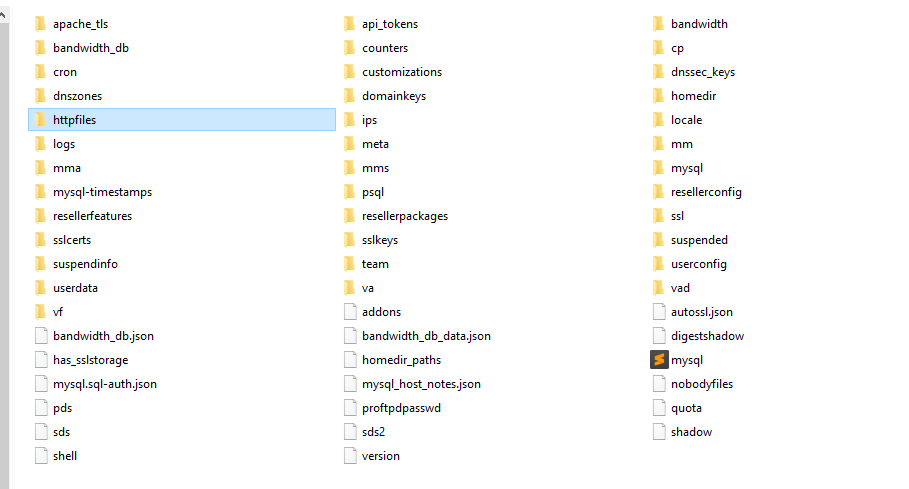 apache_tls api_tokens bandwidth
bandwidth_db counters cp
cron customizations dnssec_keys
dnszones domainkeys homedir
httpfiles ips locale
logs meta mm
mma mms mysql
mysql-timestamps psql resellerconfig
resellerfeatures resellerpackages ssl
sslcerts sslkeys suspended
suspendinfo team userconfig
userdata va vad
vf addons autossl.json
bandwidth_db.json bandwidth_db_data.json digestshadow
has_sslstorage homedir_paths mysql
mysql.sql-auth.json mysql_host_notes.json nobodyfiles
pds proftpdpasswd quota
sds sds2 shadow
shell version